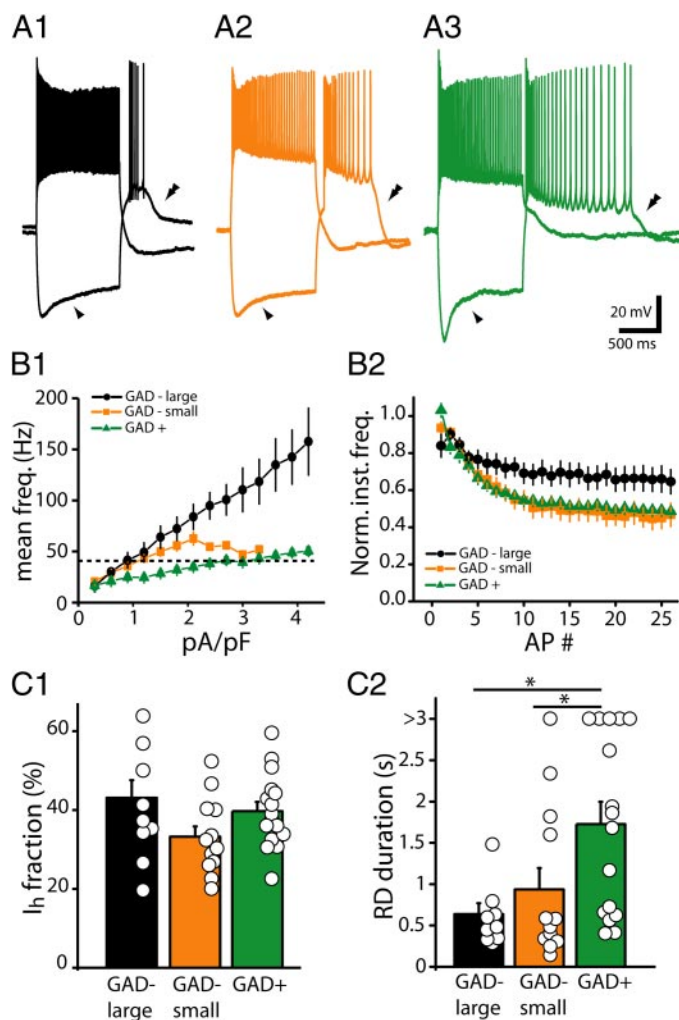 A1
A2
A3
20 mV
500 ms
B1
GAD - large
GAD - small
GAD +
mean freq. (Hz)
200
150
100
50
0
0 1 2 3 4
pA/pF
B2
Norm. inst. freq.
1.0
0.8
0.6
0.4
0.2
0.0
GAD - large
GAD - small
GAD +
0 5 10 15 20 25
AP #
C1
Ih fraction (%)
60
40
20
0
GAD- large
GAD- small
GAD+
C2
RD duration (s)
>3
2
1.5
1
0.5
0
* *
GAD- large
GAD- small
GAD+